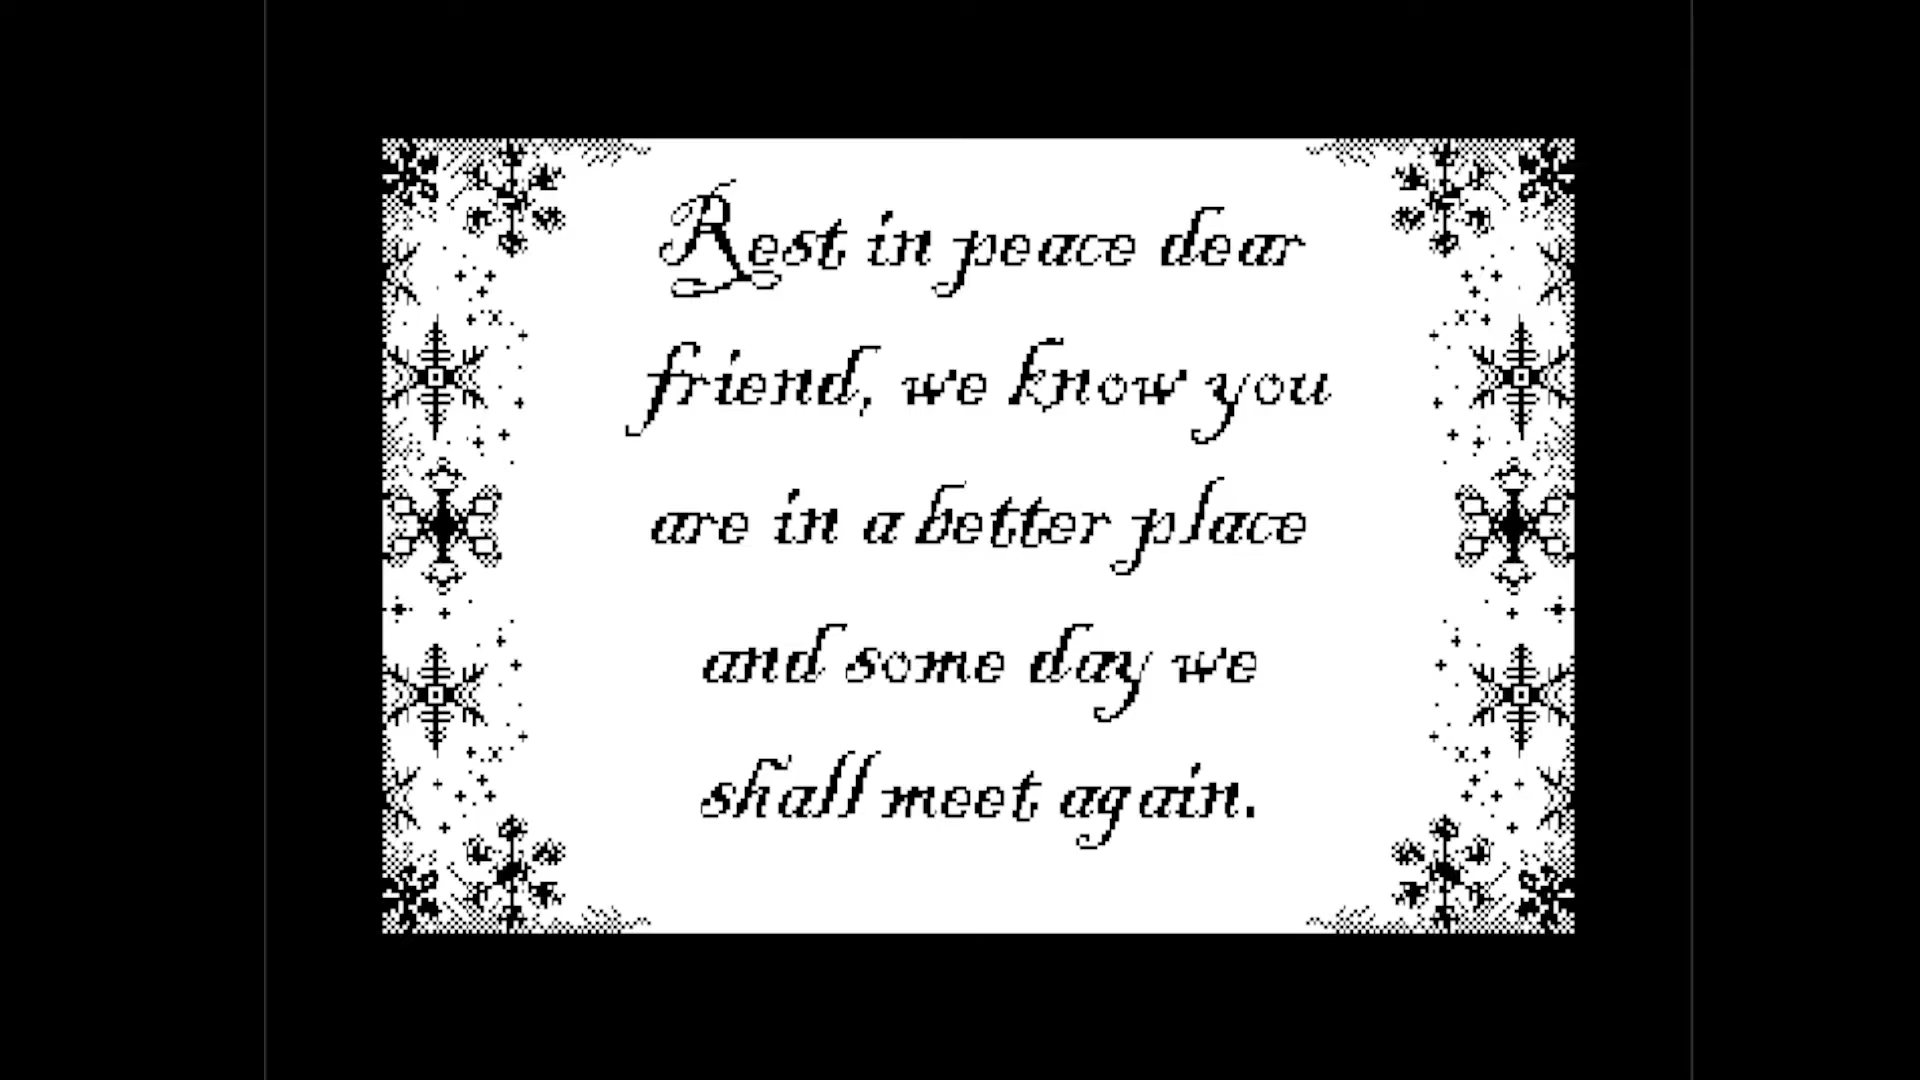 Rest in peace dear
friend, we know you
are in a better place
and some day we
shall meet again.